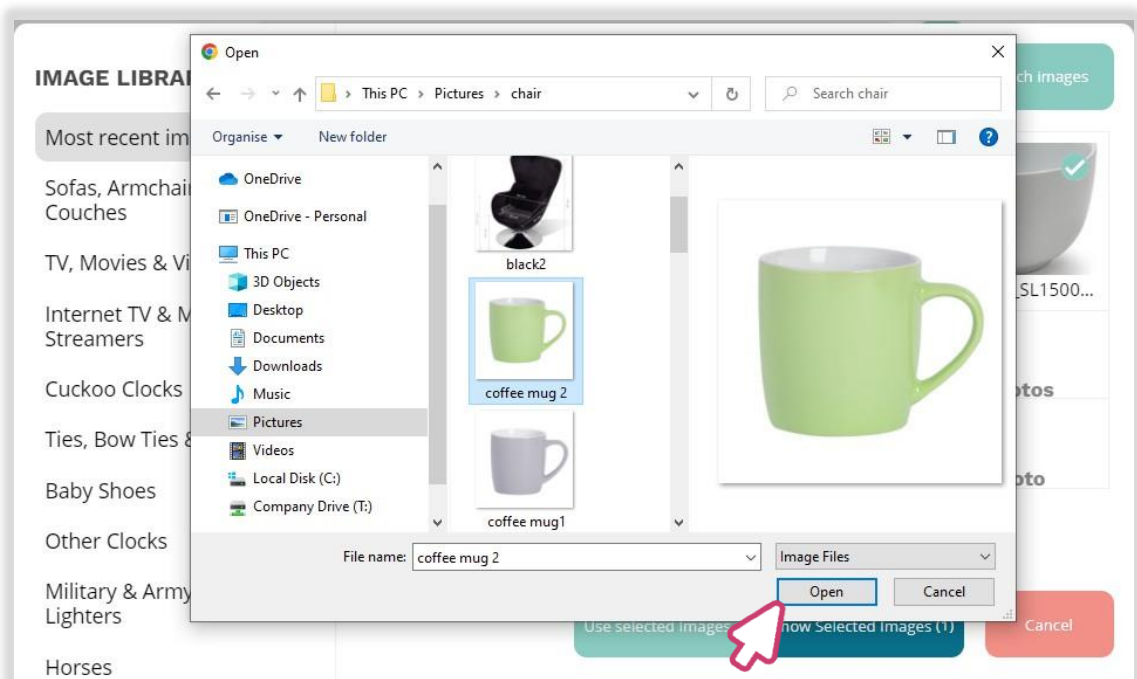 Open
IMAGE LIBRAI
ch images
This PC > Pictures > chair
Search chair
Organise
New folder
Most recent im
Sofas, Armchai
Couches
TV, Movies & Vi
Internet TV & M
Streamers
Cuckoo Clocks
Ties, Bow Ties &
Baby Shoes
Other Clocks
Military & Army
Lighters
Horses
OneDrive
OneDrive - Personal
This PC
3D Objects
Desktop
Documents
Downloads
Music
Pictures
Videos
Local Disk (C:)
Company Drive (T:)
black2
coffee mug 2
coffee mug1
_SL1500...
otos
oto
File name:
coffee mug 2
Image Files
Open
Cancel
Use selected Images
how Selected Images (1)
Cancel